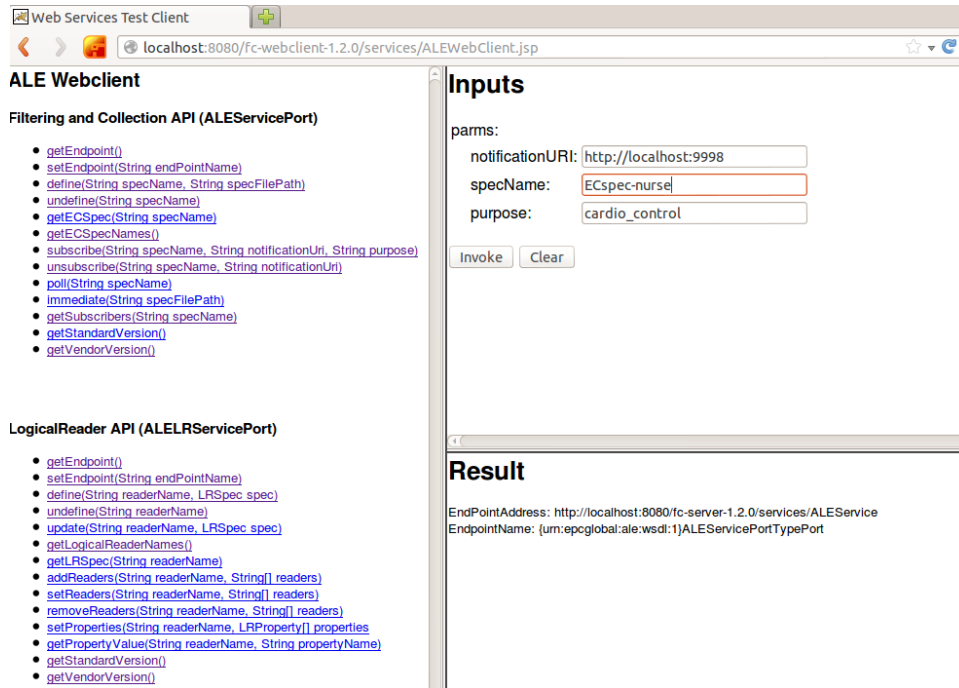 Web Services Test Client
localhost:8080/fc-webclient-1.2.0/services/ALEWebClient.jsp
ALE Webclient
Filtering and Collection API (ALEServicePort)
getEndpoint()
setEndpoint(String endPointName)
define(String specName, String specFilePath)
undefine(String specName)
getECSpec(String specName)
getECSpecNames()
subscribe(String specName, String notificationUri, String purpose)
unsubscribe(String specName, String notificationUri)
poll(String specName)
immediate(String specFilePath)
getSubscribers(String specName)
getStandardVersion()
getVendorVersion()
LogicalReader API (ALELRServicePort)
getEndpoint()
setEndpoint(String endPointName)
define(String readerName, LRSpec spec)
undefine(String readerName)
update(String readerName, LRSpec spec)
getLogicalReaderNames()
getLRSpec(String readerName)
addReaders(String readerName, String[] readers)
setReaders(String readerName, String[] readers)
removeReaders(String readerName, String[] readers)
setProperties(String readerName, LRProperty[] properties
getPropertyValue(String readerName, String propertyName)
getStandardVersion()
getVendorVersion()
Inputs
parms:
notificationURI: http://localhost:9998
specName: ECspec-nurse
purpose: cardio_control
Invoke Clear
Result
EndPointAddress: http://localhost:8080/fc-server-1.2.0/services/ALEService
EndpointName: {urn:epcglobal:ale:wsdl:1}ALEServicePortTypePort